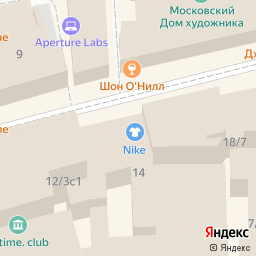 Московский
Дом художника
Aperture Labs
9
Шон О'Нилл
Nike
18/7
14
12/3с1
time. club
Яндекс
© Яндекс